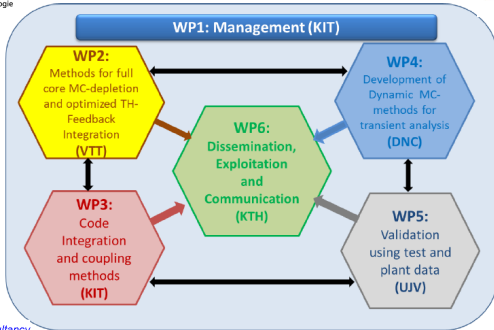 ogie
WP1: Management (KIT)
WP2:
Methods for full
core MC-depletion
and optimized TH-
Feedback
Integration
(VTT)
WP4:
Development of
Dynamic MC-
methods for
transient analysis
(DNC)
WP6:
Dissemination,
Exploitation
and
Communication
(KTH)
WP3:
Code
Integration
and coupling
methods
(KIT)
WP5:
Validation
using test and
plant data
(UJV)
ultancy